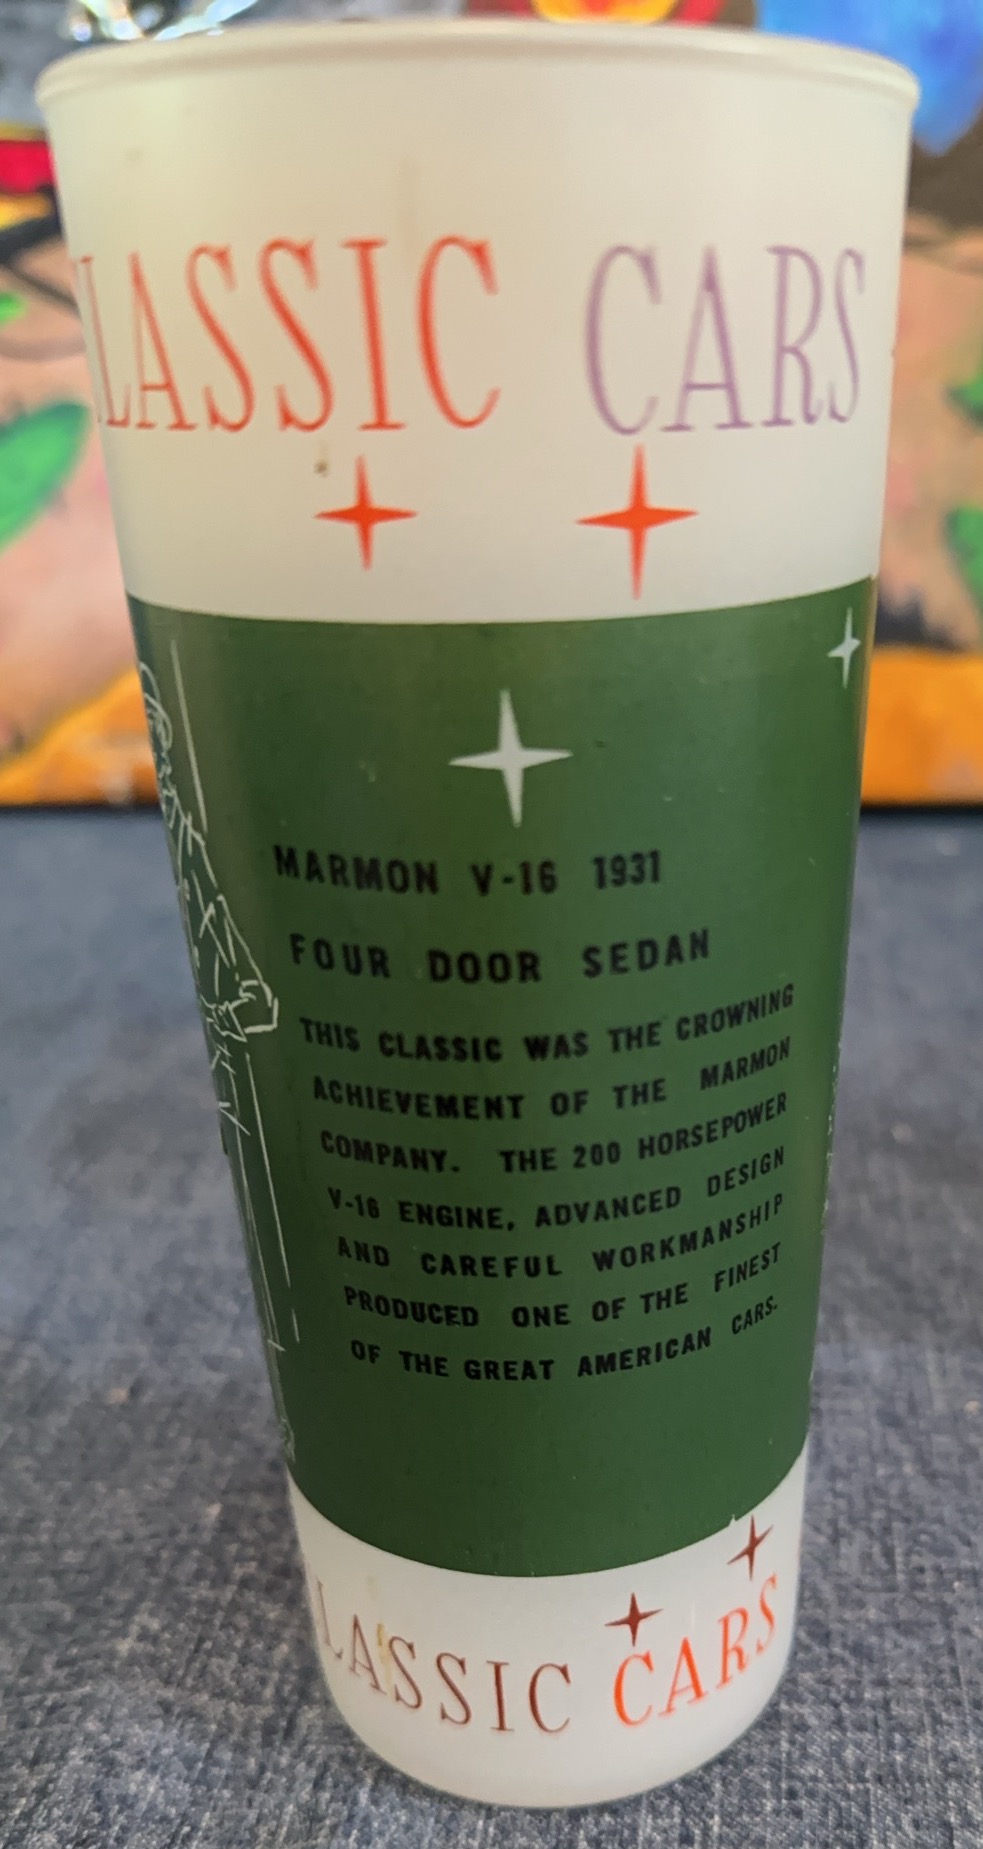 CLASSIC CARS
MARMON V-16 1931
FOUR DOOR SEDAN
THIS CLASSIC WAS THE CROWNING
ACHIEVEMENT OF THE MARMON
COMPANY. THE 200 HORSEPOWER
V-16 ENGINE, ADVANCED DESIGN
AND CAREFUL WORKMANSHIP
PRODUCED ONE OF THE FINEST
OF THE GREAT AMERICAN CARS.
LASSIC CARS